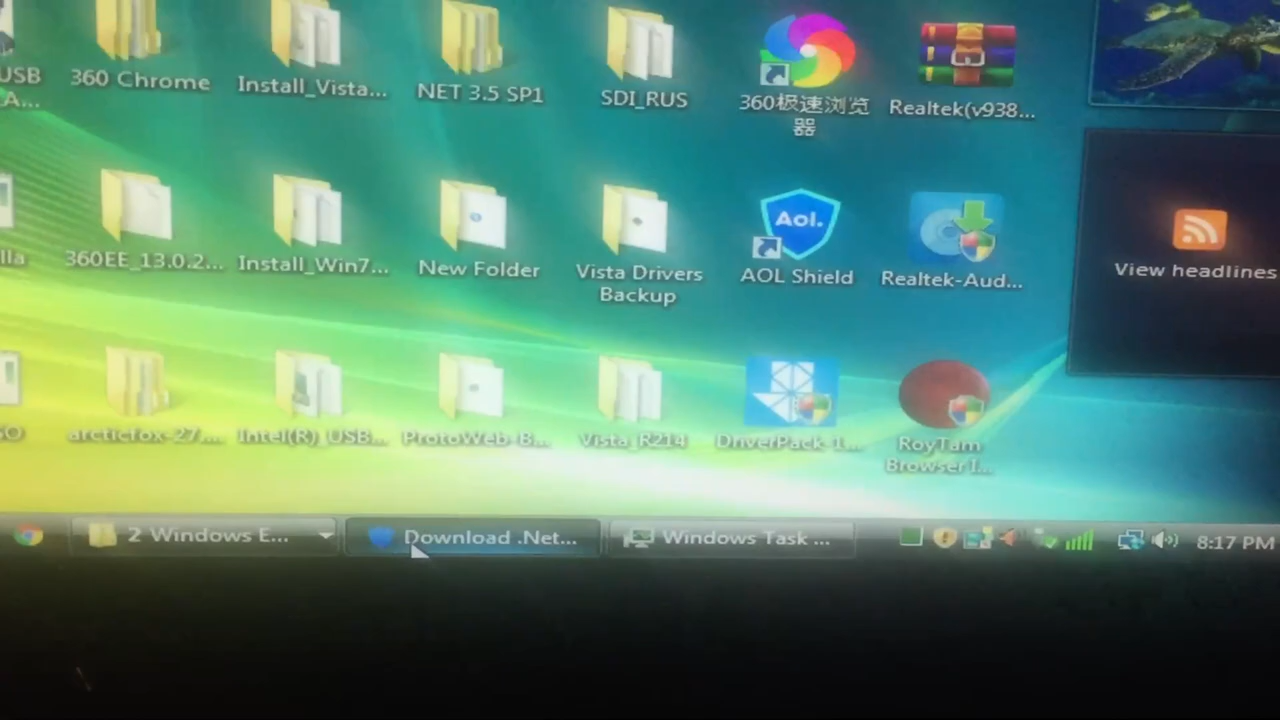 USB
A...
360 Chrome
Install_Vista...
NET 3.5 SP1
SDI_RUS
360极速浏览
器
Realtek(v938...
360EE_13.0.2...
Install_Win7...
New Folder
Vista Drivers
Backup
Aol.
AOL Shield
Realtek-Aud...
View headlines
arcticfox-27....
Intel(R)_USB...
ProtoWeb-B...
Vista_R214
DriverPack-1...
RoyTam
BrowserI...
2 Windows E...
Download .Net...
Windows Task ...
8:17 PM